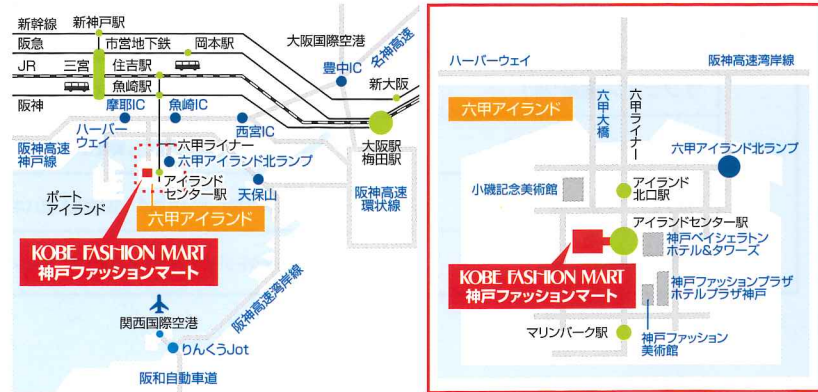 新幹線
新神戸駅
阪急
市営地下鉄
岡本駅
大阪国際空港
名神高速
JR
三宮
住吉駅
豊中IC
新大阪
魚崎駅
阪神
摩耶IC
魚崎IC
ハーバー
ウェイ
西宮IC
大阪駅
梅田駅
阪神高速
神戸線
六甲ライナー
六甲アイランド北ランプ
アイランド
センター駅
天保山
阪神高速
環状線
ポート
アイランド
六甲アイランド
KOBE FASHION MART
神戸ファッションマート
阪神高速湾岸線
関西国際空港
りんくうJct
阪和自動車道
ハーバーウェイ
阪神高速湾岸線
六甲アイランド
六甲大橋
六甲ライナー
六甲アイランド北ランプ
小磯記念美術館
アイランド
北口駅
アイランドセンター駅
神戸ベイシェラトン
ホテル&タワーズ
KOBE FASHION MART
神戸ファッションマート
神戸ファッションプラザ
ホテルプラザ神戸
マリンパーク駅
神戸ファッション
美術館